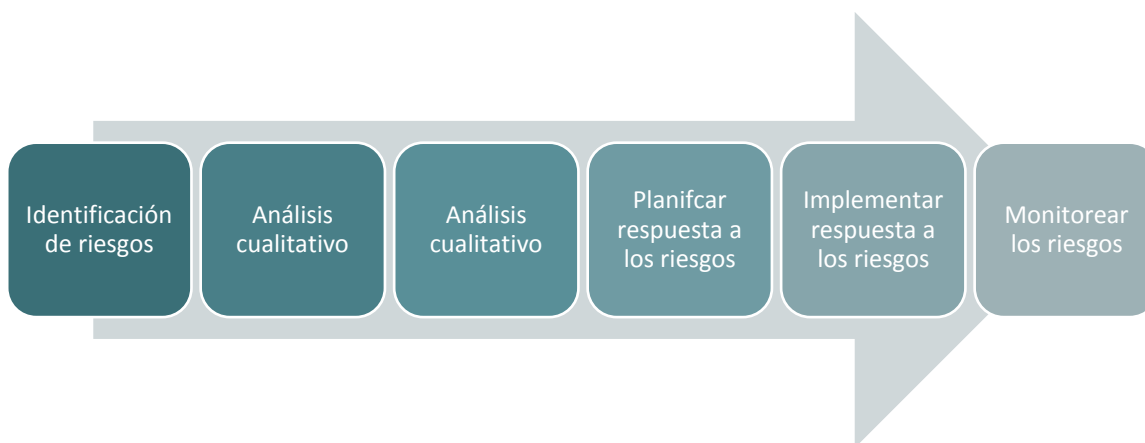 Identificación
de riesgos
Análisis
cualitativo
Análisis
cualitativo
Planifcar
respuesta a
los riesgos
Implementar
respuesta a
los riesgos
Monitorear
los riesgos